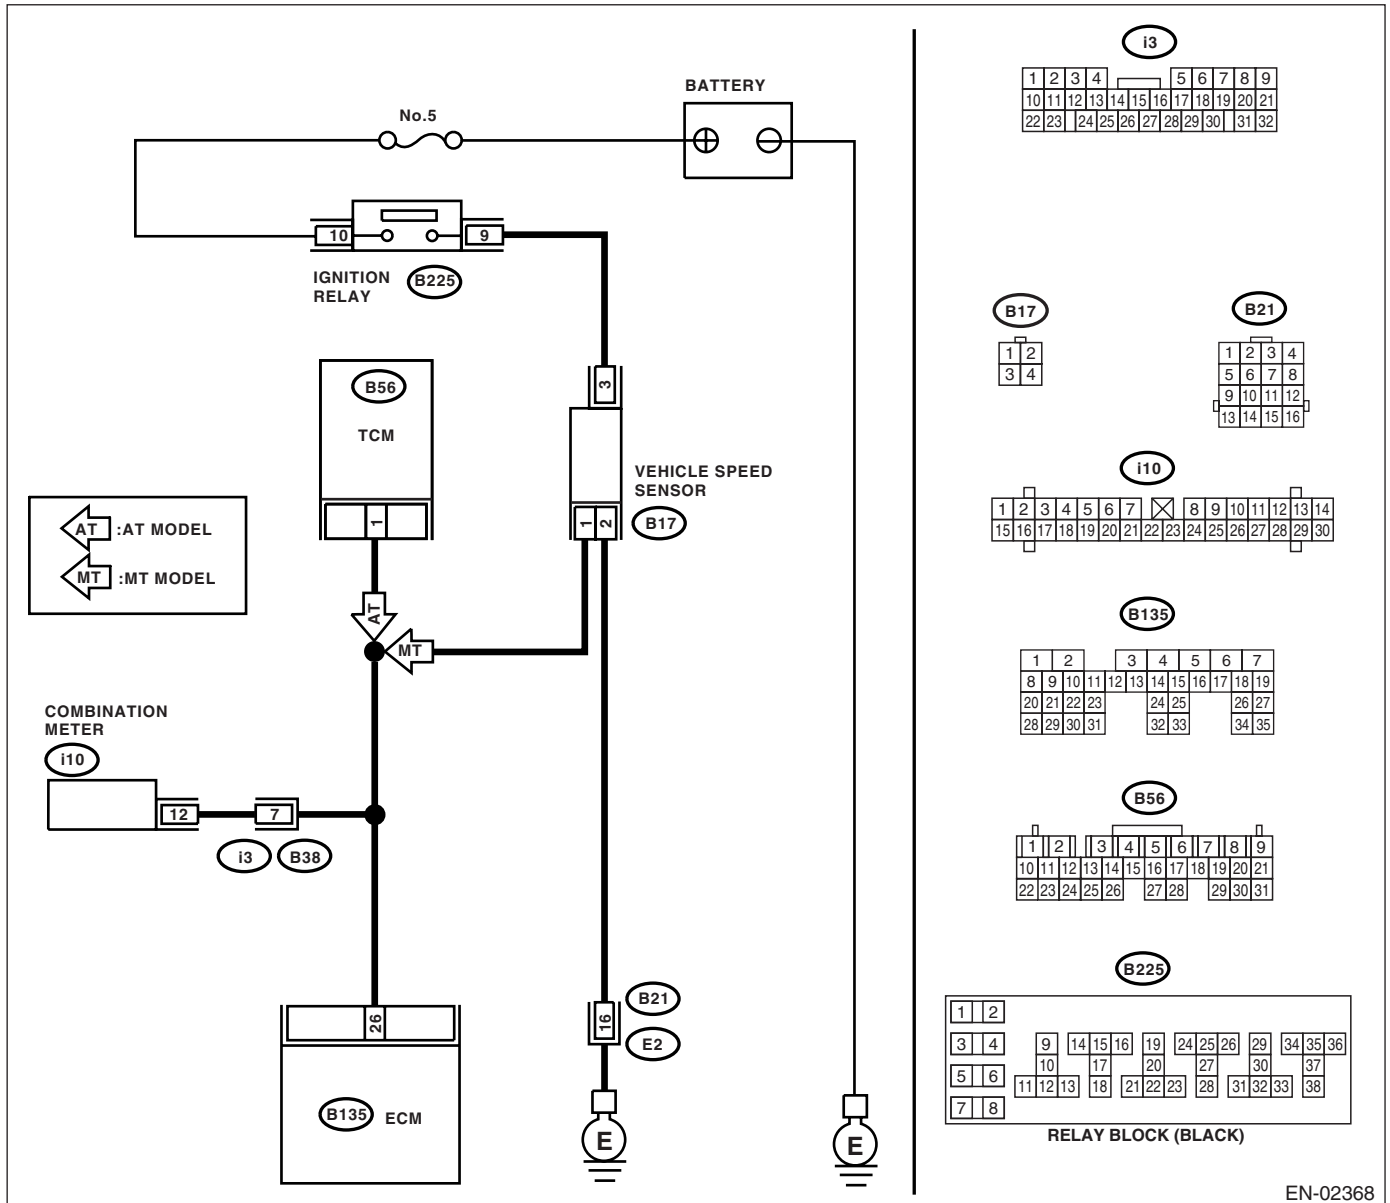 BATTERY
No.5
10
9
IGNITION
RELAY
B225
3
B56
TCM
1
VEHICLE SPEED
SENSOR
1 2
B17
AT :AT MODEL
MT :MT MODEL
AT
MT
COMBINATION
METER
i10
12
7
i3 B38
26
B135 ECM
16
B21
E2
E
E
i3
1 2 3 4 5 6 7 8 9
10 11 12 13 14 15 16 17 18 19 20 21
22 23 24 25 26 27 28 29 30 31 32
B17
1 2
3 4
B21
1 2 3 4
5 6 7 8
9 10 11 12
13 14 15 16
i10
1 2 3 4 5 6 7 8 9 10 11 12 13 14
15 16 17 18 19 20 21 22 23 24 25 26 27 28 29 30
B135
1 2 3 4 5 6 7
8 9 10 11 12 13 14 15 16 17 18 19
20 21 22 23 24 25 26 27
28 29 30 31 32 33 34 35
B56
1 2 3 4 5 6 7 8 9
10 11 12 13 14 15 16 17 18 19 20 21
22 23 24 25 26 27 28 29 30 31
B225
1 2
3 4
5 6
7 8
9 14 15 16 19 24 25 26 29 34 35 36
10 17 20 27 30 37
11 12 13 18 21 22 23 28 31 32 33 38
RELAY BLOCK (BLACK)
EN-02368